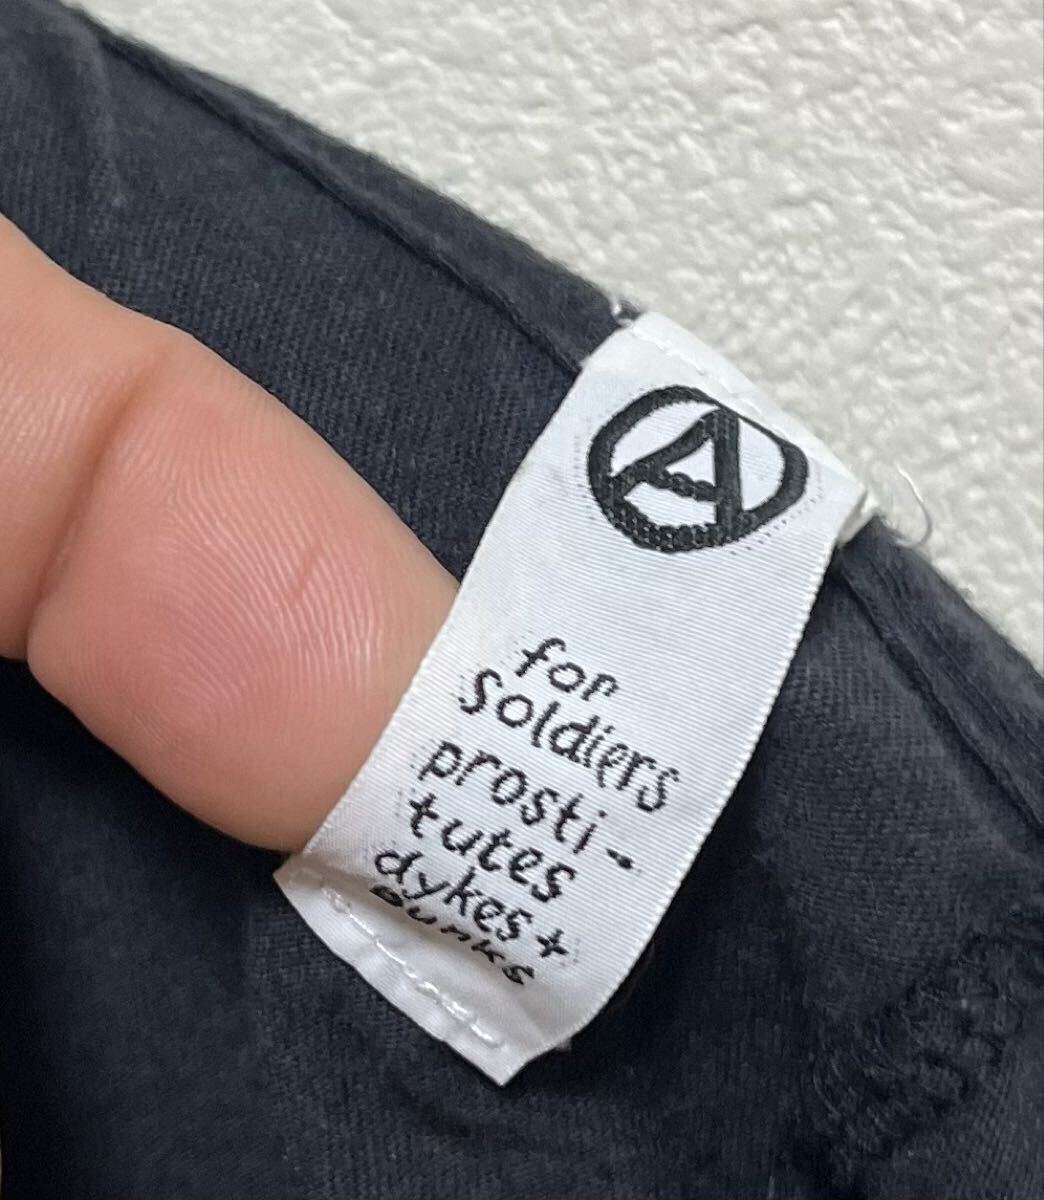 A
for
soldiers
prosti-
tutes
dykes+
punks